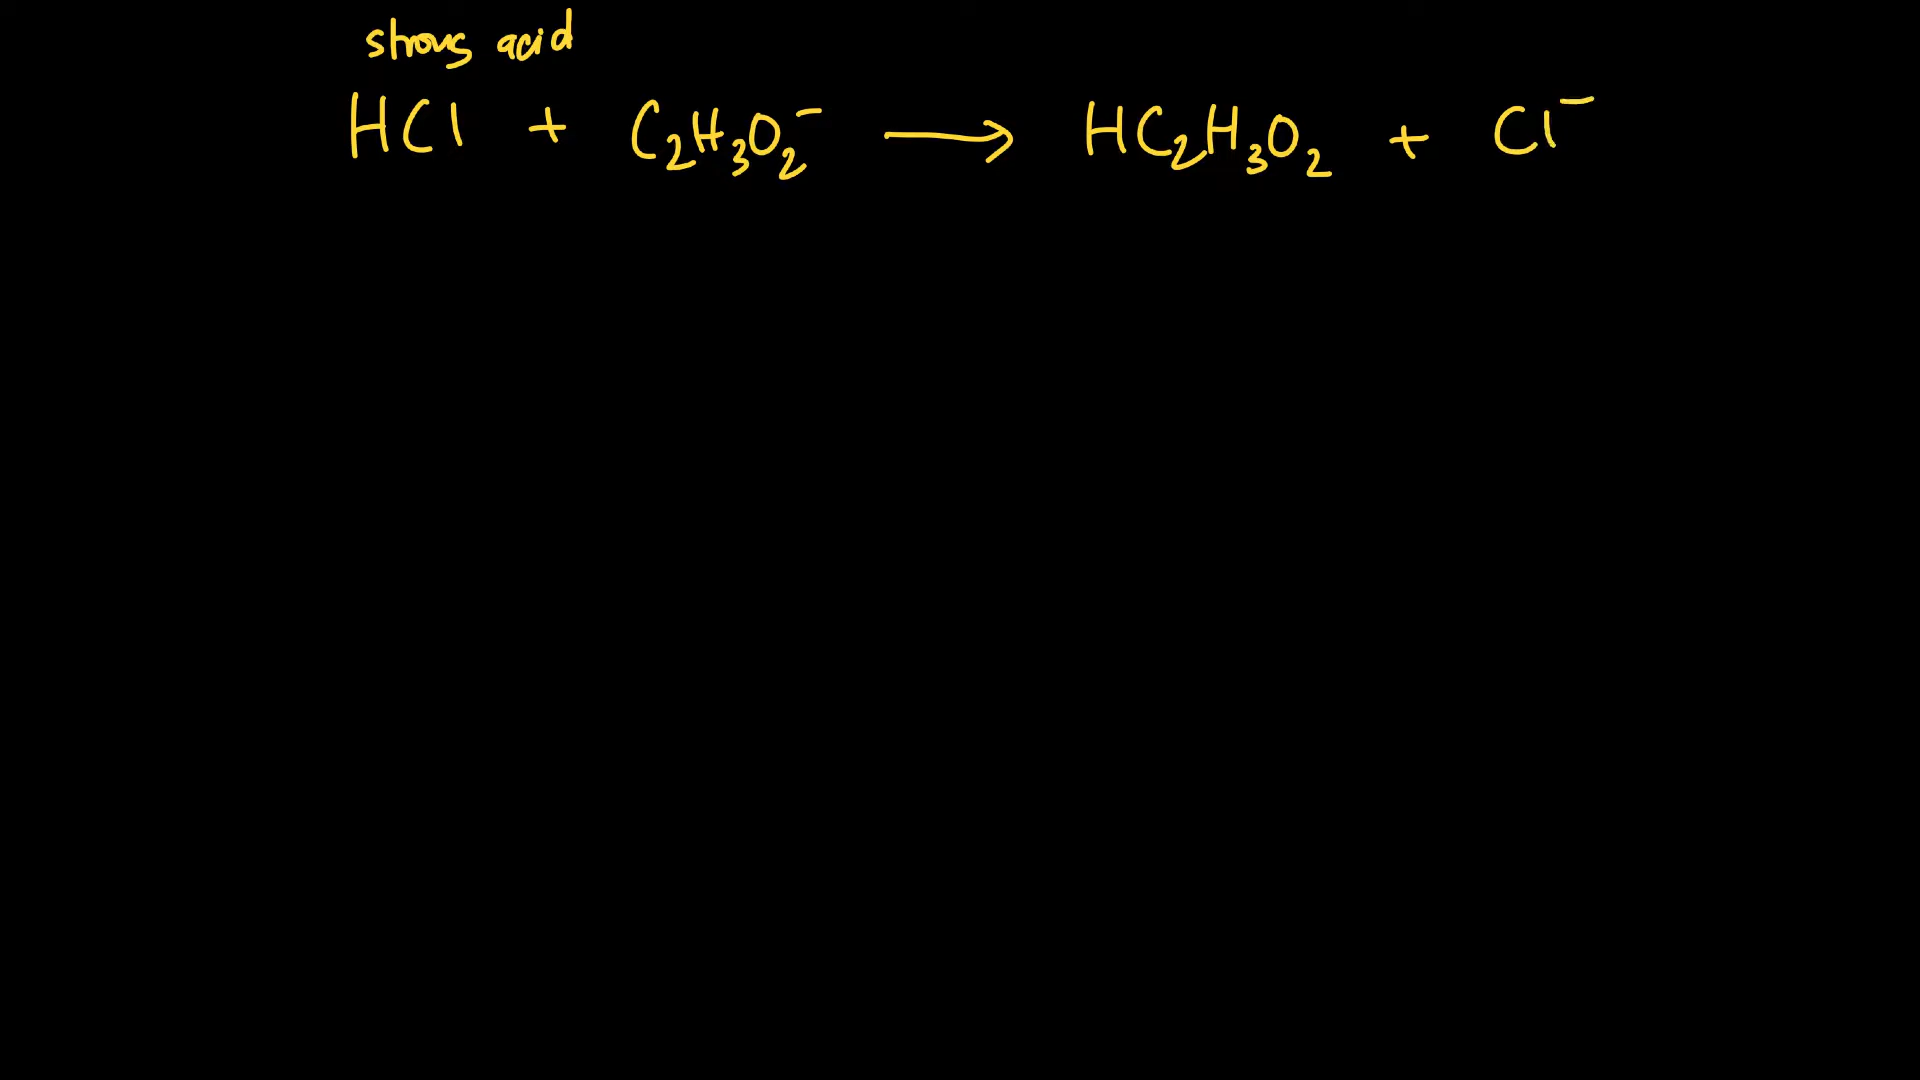 strong acid
HCl + C₂H₃O₂⁻ ⟶ HC₂H₃O₂ + Cl⁻